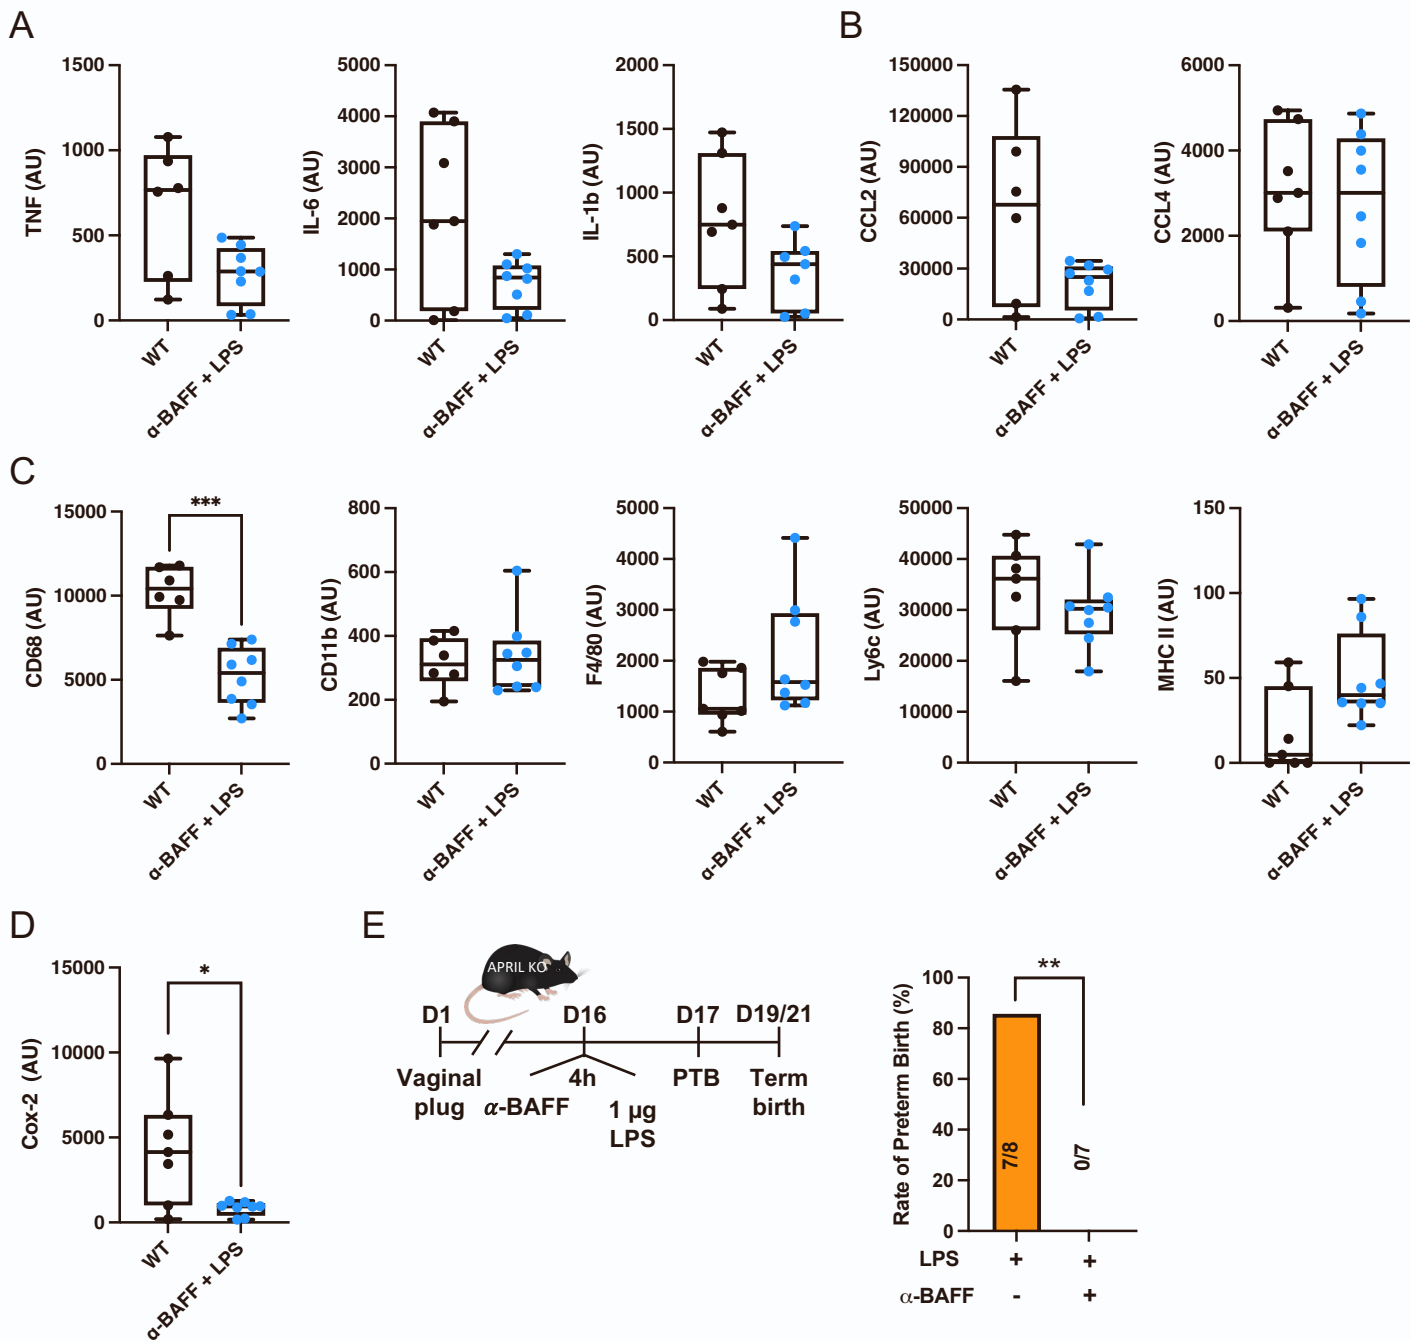 A
B
TNF (AU)
1500
1000
500
0
WT
α-BAFF + LPS
IL-6 (AU)
5000
4000
3000
2000
1000
0
WT
α-BAFF + LPS
IL-1b (AU)
2000
1500
1000
500
0
WT
α-BAFF + LPS
CCL2 (AU)
150000
120000
90000
60000
30000
0
WT
α-BAFF + LPS
CCL4 (AU)
6000
4000
2000
0
WT
α-BAFF + LPS
C
CD68 (AU)
15000
10000
5000
0
***
WT
α-BAFF + LPS
CD11b (AU)
800
600
400
200
0
WT
α-BAFF + LPS
F4/80 (AU)
5000
4000
3000
2000
1000
0
WT
α-BAFF + LPS
Ly6c (AU)
50000
40000
30000
20000
10000
0
WT
α-BAFF + LPS
MHC II (AU)
150
100
50
0
WT
α-BAFF + LPS
D
Cox-2 (AU)
15000
10000
5000
0
*
WT
α-BAFF + LPS
E
APRIL KO
D1
D16
D17
D19/21
Vaginal
plug
α-BAFF
4h
1 µg
LPS
PTB
Term
birth
Rate of Preterm Birth (%)
100
80
60
40
20
0
**
7/8
0/7
LPS + +
α-BAFF - +